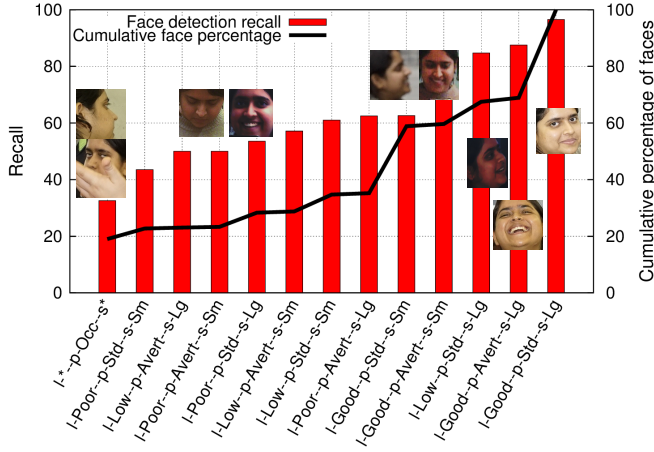 Face detection recall
Cumulative face percentage
Recall
Cumulative percentage of faces
100
80
60
40
20
0
100
80
60
40
20
0
l-*--p-Occ--s*
l-Poor--p-Std--s-Sm
l-Low--p-Avert--s-Lg
l-Poor--p-Avert--s-Sm
l-Poor--p-Std--s-Lg
l-Low--p-Avert--s-Sm
l-Low--p-Std--s-Sm
l-Poor--p-Avert--s-Lg
l-Good--p-Std--s-Sm
l-Good--p-Avert--s-Sm
l-Low--p-Std--s-Lg
l-Good--p-Avert--s-Lg
l-Good--p-Std--s-Lg